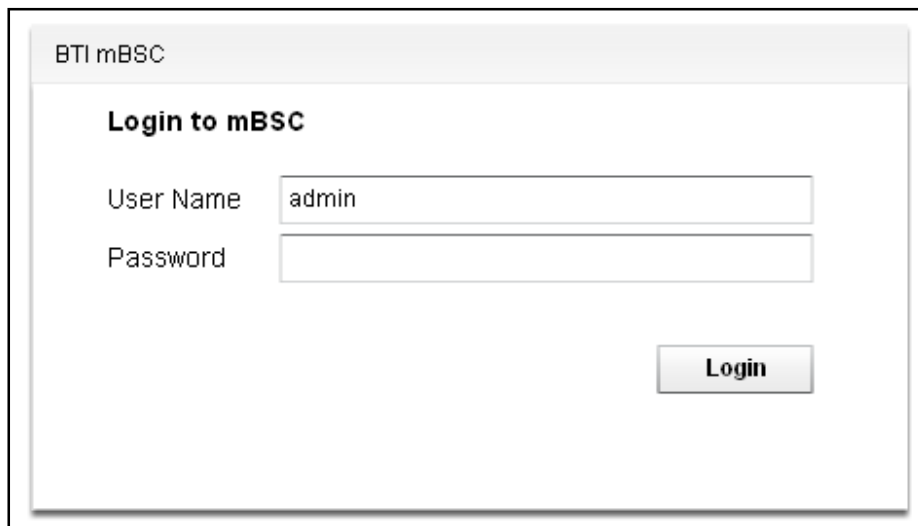 BTI mBSC
Login to mBSC
User Name admin
Password
Login